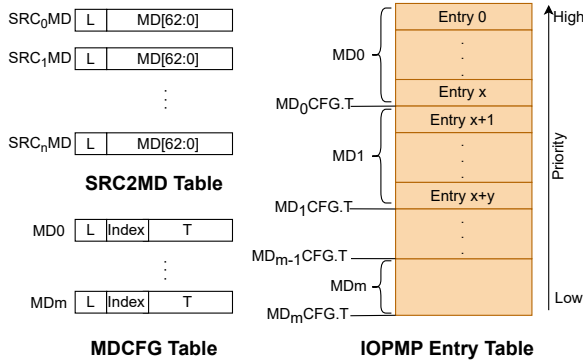 SRC0MD L MD[62:0]
SRC1MD L MD[62:0]
SRCnMD L MD[62:0]
SRC2MD Table
MD0 L Index T
MDm L Index T
MDCFG Table
High
Entry 0
MD0
Entry x
MD0CFG.T
Entry x+1
MD1
Priority
Entry x+y
MD1CFG.T
MDm-1CFG.T
MDm
Low
MDmCFG.T
IOPMP Entry Table